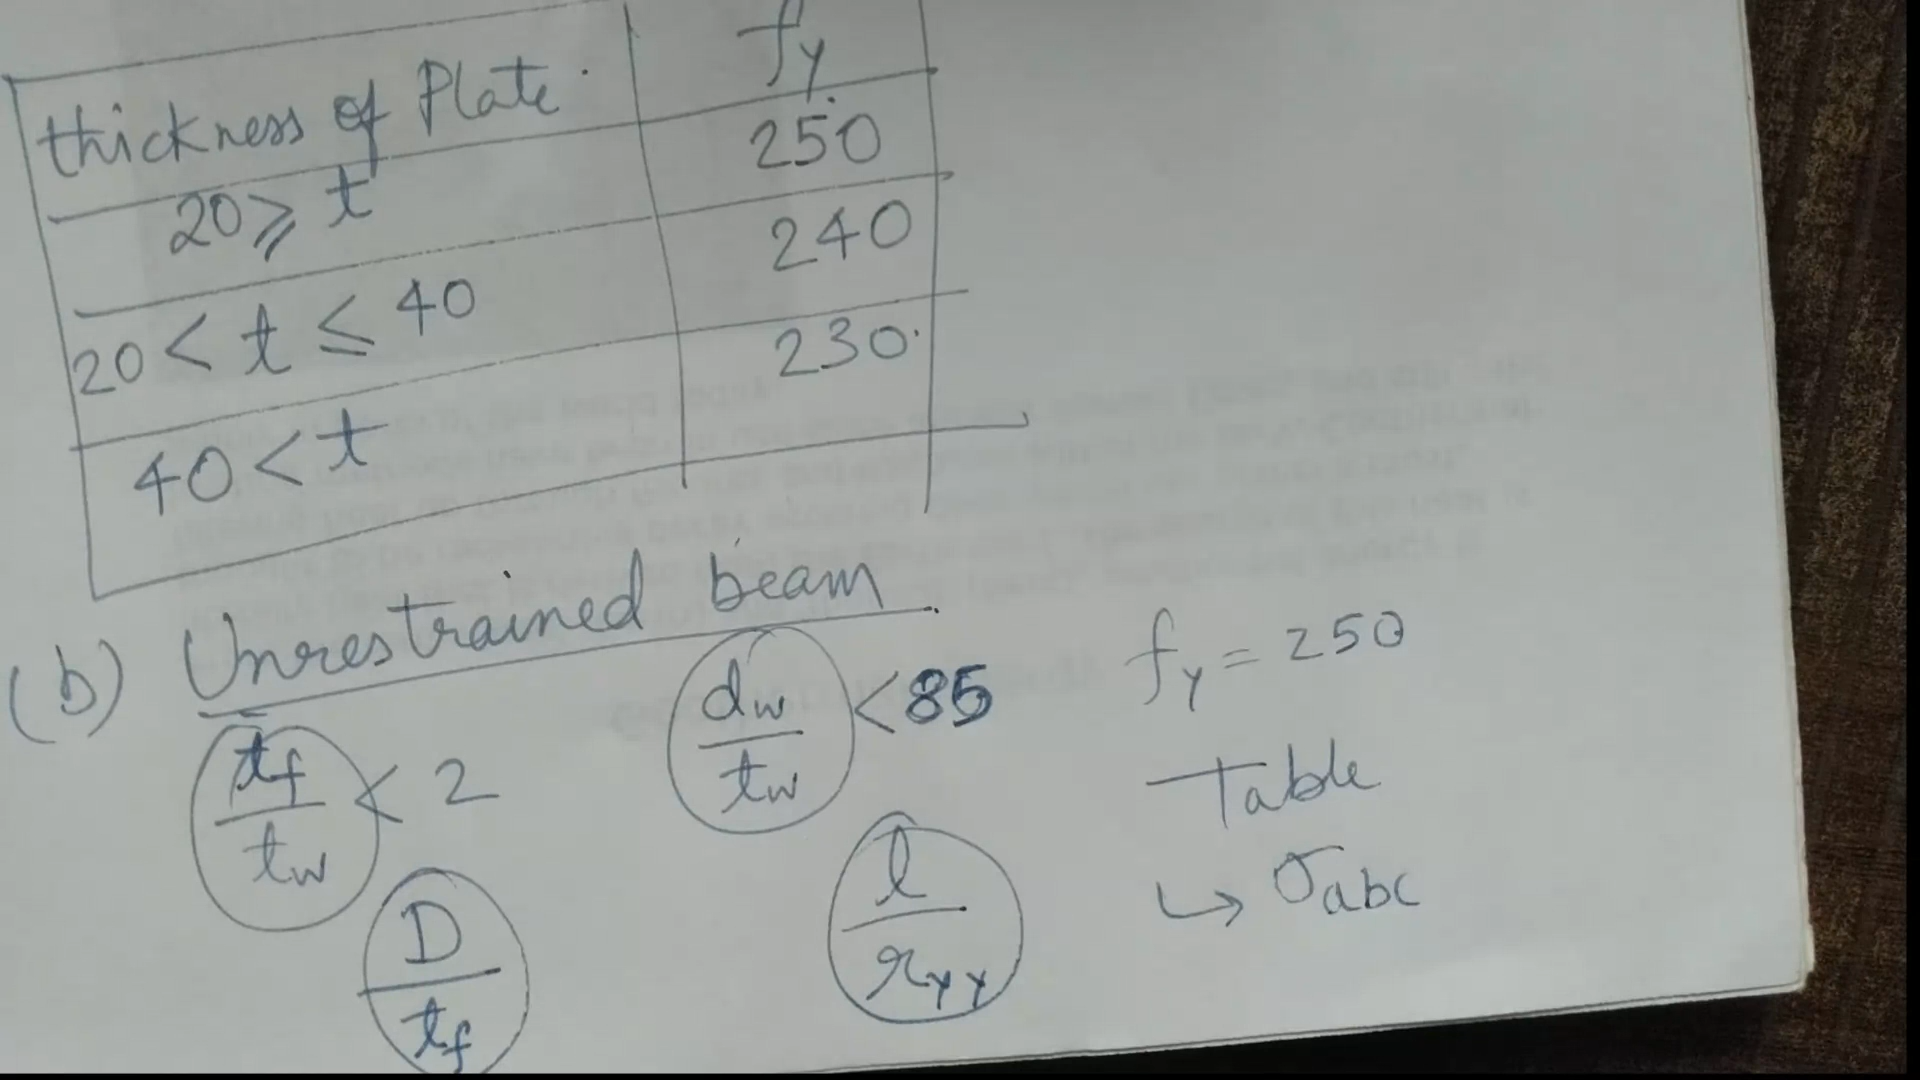 thickness of Plate fy
20 ⩾ t 250
20 < t ≤ 40 240
40 < t 230
(b) Unrestrained beam
tf/tw < 2 dw/tw < 85 fy = 250
D/tf l/ryy Table
↳ σabc